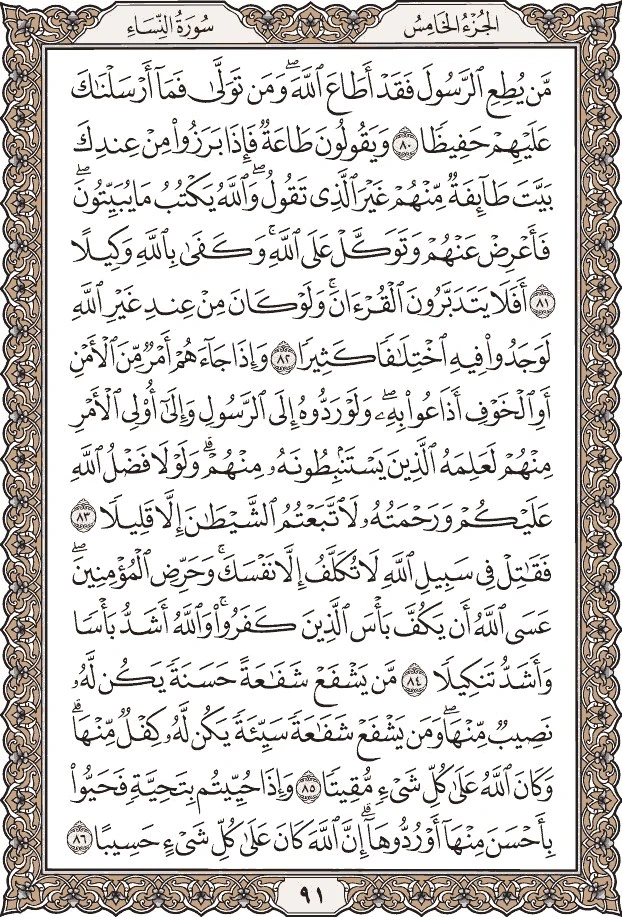 الجُزْءُ الخَامِسُ
سُورَةُ النِّسَاءِ
مَّن يُطِعِ ٱلرَّسُولَ فَقَدْ أَطَاعَ ٱللَّهَۖ وَمَن تَوَلَّىٰ فَمَآ أَرْسَلْنَٰكَ
عَلَيْهِمْ حَفِيظًا ٨٠ وَيَقُولُونَ طَاعَةٌ فَإِذَا بَرَزُوا۟ مِنْ عِندِكَ
بَيَّتَ طَآئِفَةٌ مِّنْهُمْ غَيْرَ ٱلَّذِى تَقُولُۖ وَٱللَّهُ يَكْتُبُ مَا يُبَيِّتُونَۖ
فَأَعْرِضْ عَنْهُمْ وَتَوَكَّلْ عَلَى ٱللَّهِۚ وَكَفَىٰ بِٱللَّهِ وَكِيلًا
٨١ أَفَلَا يَتَدَبَّرُونَ ٱلْقُرْءَانَۚ وَلَوْ كَانَ مِنْ عِندِ غَيْرِ ٱللَّهِ
لَوَجَدُوا۟ فِيهِ ٱخْتِلَٰفًا كَثِيرًا ٨٢ وَإِذَا جَآءَهُمْ أَمْرٌ مِّنَ ٱلْأَمْنِ
أَوِ ٱلْخَوْفِ أَذَاعُوا۟ بِهِۦۖ وَلَوْ رَدُّوهُ إِلَى ٱلرَّسُولِ وَإِلَىٰٓ أُو۟لِى ٱلْأَمْرِ
مِنْهُمْ لَعَلِمَهُ ٱلَّذِينَ يَسْتَنۢبِطُونَهُۥ مِنْهُمْۗ وَلَوْلَا فَضْلُ ٱللَّهِ
عَلَيْكُمْ وَرَحْمَتُهُۥ لَٱتَّبَعْتُمُ ٱلشَّيْطَٰنَ إِلَّا قَلِيلًا ٨٣
فَقَٰتِلْ فِى سَبِيلِ ٱللَّهِ لَا تُكَلَّفُ إِلَّا نَفْسَكَۚ وَحَرِّضِ ٱلْمُؤْمِنِينَۖ
عَسَى ٱللَّهُ أَن يَكُفَّ بَأْسَ ٱلَّذِينَ كَفَرُوا۟ۚ وَٱللَّهُ أَشَدُّ بَأْسًا
وَأَشَدُّ تَنكِيلًا ٨٤ مَّن يَشْفَعْ شَفَٰعَةً حَسَنَةً يَكُن لَّهُۥ
نَصِيبٌ مِّنْهَاۖ وَمَن يَشْفَعْ شَفَٰعَةً سَيِّئَةً يَكُن لَّهُۥ كِفْلٌ مِّنْهَاۗ
وَكَانَ ٱللَّهُ عَلَىٰ كُلِّ شَىْءٍ مُّقِيتًا ٨٥ وَإِذَا حُيِّيتُم بِتَحِيَّةٍ فَحَيُّوا۟
بِأَحْسَنَ مِنْهَآ أَوْ رُدُّوهَآۗ إِنَّ ٱللَّهَ كَانَ عَلَىٰ كُلِّ شَىْءٍ حَسِيبًا ٨٦
٩١